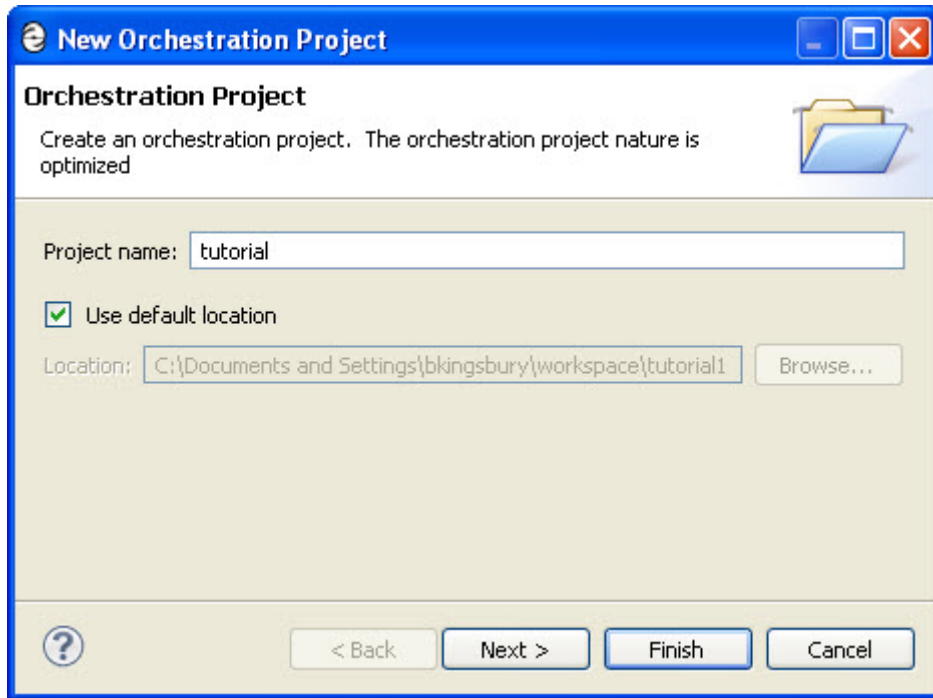 New Orchestration Project
Orchestration Project
Create an orchestration project.  The orchestration project nature is
optimized
Project name: tutorial
Use default location
Location: C:\Documents and Settings\bkingsbury\workspace\tutorial1 Browse...
? < Back Next > Finish Cancel